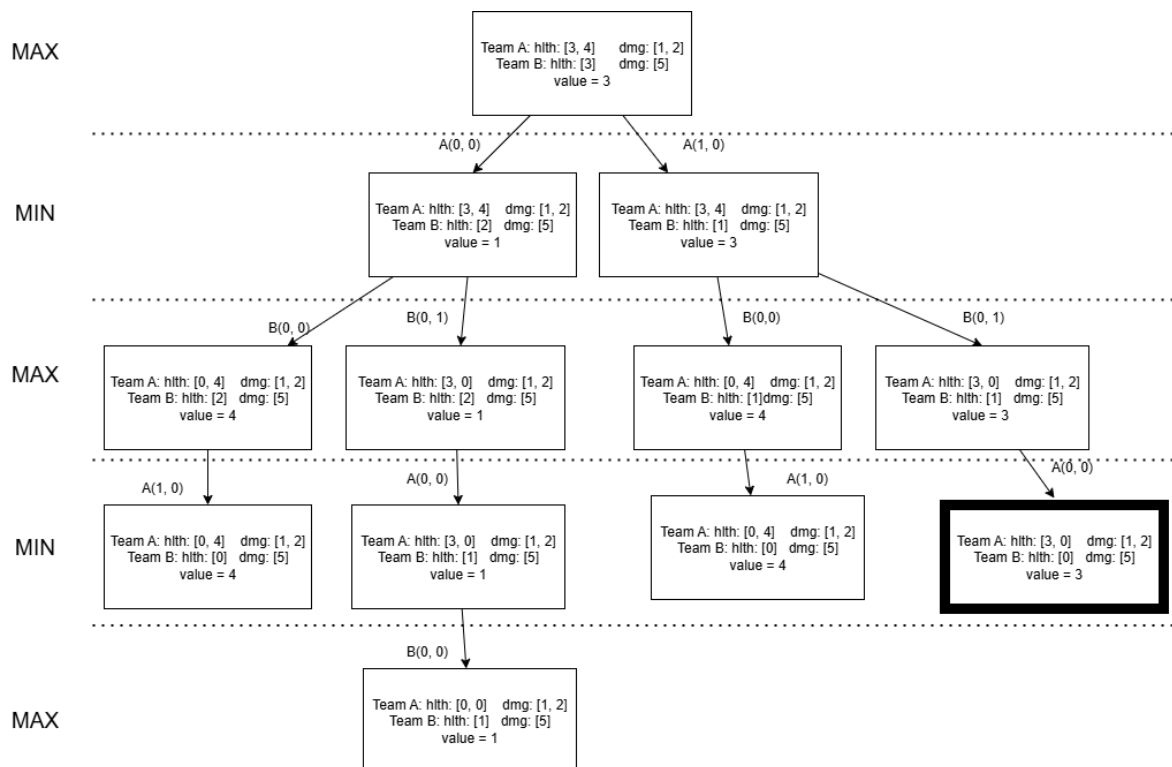 MAX
Team A: hlth: [3, 4] dmg: [1, 2]
Team B: hlth: [3] dmg: [5]
value = 3
A(0, 0)
A(1, 0)
MIN
Team A: hlth: [3, 4] dmg: [1, 2]
Team B: hlth: [2] dmg: [5]
value = 1
Team A: hlth: [3, 4] dmg: [1, 2]
Team B: hlth: [1] dmg: [5]
value = 3
B(0, 0)
B(0, 1)
B(0,0)
B(0, 1)
MAX
Team A: hlth: [0, 4] dmg: [1, 2]
Team B: hlth: [2] dmg: [5]
value = 4
Team A: hlth: [3, 0] dmg: [1, 2]
Team B: hlth: [2] dmg: [5]
value = 1
Team A: hlth: [0, 4] dmg: [1, 2]
Team B: hlth: [1]dmg: [5]
value = 4
Team A: hlth: [3, 0] dmg: [1, 2]
Team B: hlth: [1] dmg: [5]
value = 3
A(1, 0)
A(0, 0)
A(1, 0)
A(0, 0)
MIN
Team A: hlth: [0, 4] dmg: [1, 2]
Team B: hlth: [0] dmg: [5]
value = 4
Team A: hlth: [3, 0] dmg: [1, 2]
Team B: hlth: [1] dmg: [5]
value = 1
Team A: hlth: [0, 4] dmg: [1, 2]
Team B: hlth: [0] dmg: [5]
value = 4
Team A: hlth: [3, 0] dmg: [1, 2]
Team B: hlth: [0] dmg: [5]
value = 3
B(0, 0)
MAX
Team A: hlth: [0, 0] dmg: [1, 2]
Team B: hlth: [1] dmg: [5]
value = 1